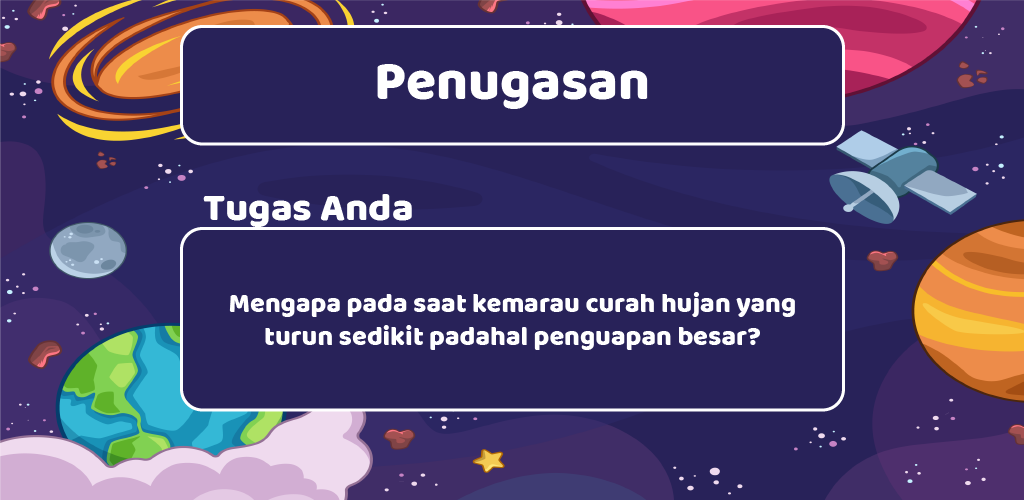 Penugasan
Tugas Anda
Mengapa pada saat kemarau curah hujan yang
turun sedikit padahal penguapan besar?